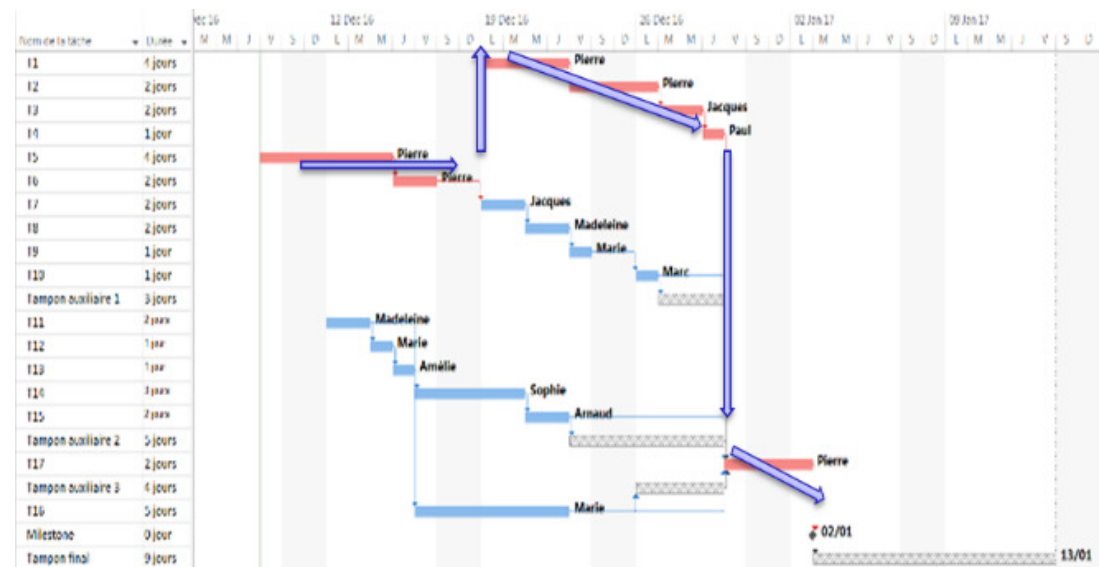 12 Déc 16 19 Déc 16 26 Déc 16 02 Jan 17 09 Jan 17
Nom de la tâche Durée M M J V S D L M M J V S D L M M J V S D L M M J V S D L M M J V S D L M M J V S D
T1 4 jours Pierre
T2 2 jours Pierre
T3 2 jours Jacques
T4 1 jour Paul
T5 4 jours Pierre
T6 2 jours Pierre
T7 2 jours Jacques
T8 2 jours Madeleine
T9 1 jour Marie
T10 1 jour Marc
Tampon auxiliaire 1 3 jours
T11 2 jours Madeleine
T12 1 jour Marie
T13 1 jour Amélie
T14 3 jours Sophie
T15 2 jours Arnaud
Tampon auxiliaire 2 5 jours
T17 2 jours Pierre
Tampon auxiliaire 3 4 jours
T16 5 jours Marie
Milestone 0 jour 02/01
Tampon final 9 jours 13/01